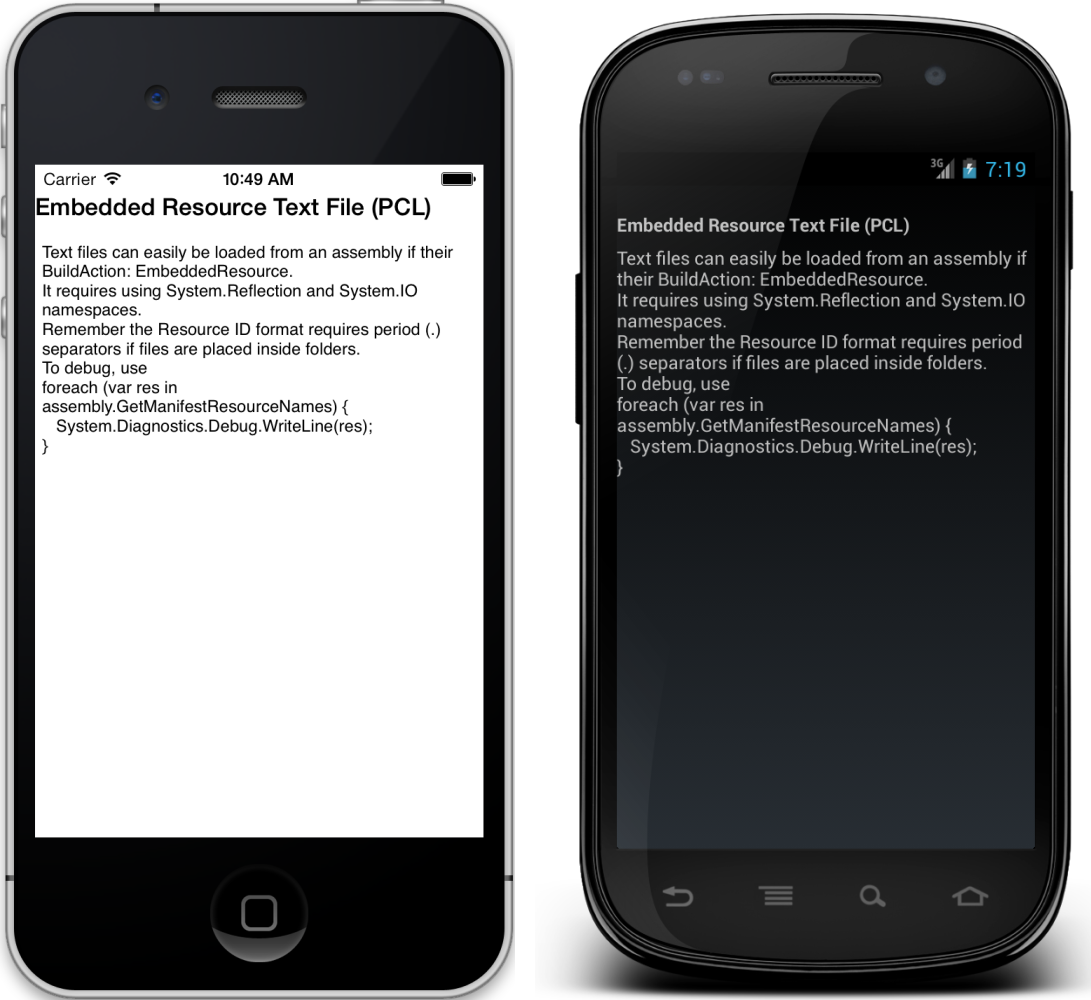 Carrier 10:49 AM
Embedded Resource Text File (PCL)
Text files can easily be loaded from an assembly if their
BuildAction: EmbeddedResource.
It requires using System.Reflection and System.IO
namespaces.
Remember the Resource ID format requires period (.)
separators if files are placed inside folders.
To debug, use
foreach (var res in
assembly.GetManifestResourceNames) {
System.Diagnostics.Debug.WriteLine(res);
}
3G 7:19
Embedded Resource Text File (PCL)
Text files can easily be loaded from an assembly if
their BuildAction: EmbeddedResource.
It requires using System.Reflection and System.IO
namespaces.
Remember the Resource ID format requires period
(.) separators if files are placed inside folders.
To debug, use
foreach (var res in
assembly.GetManifestResourceNames) {
System.Diagnostics.Debug.WriteLine(res);
}